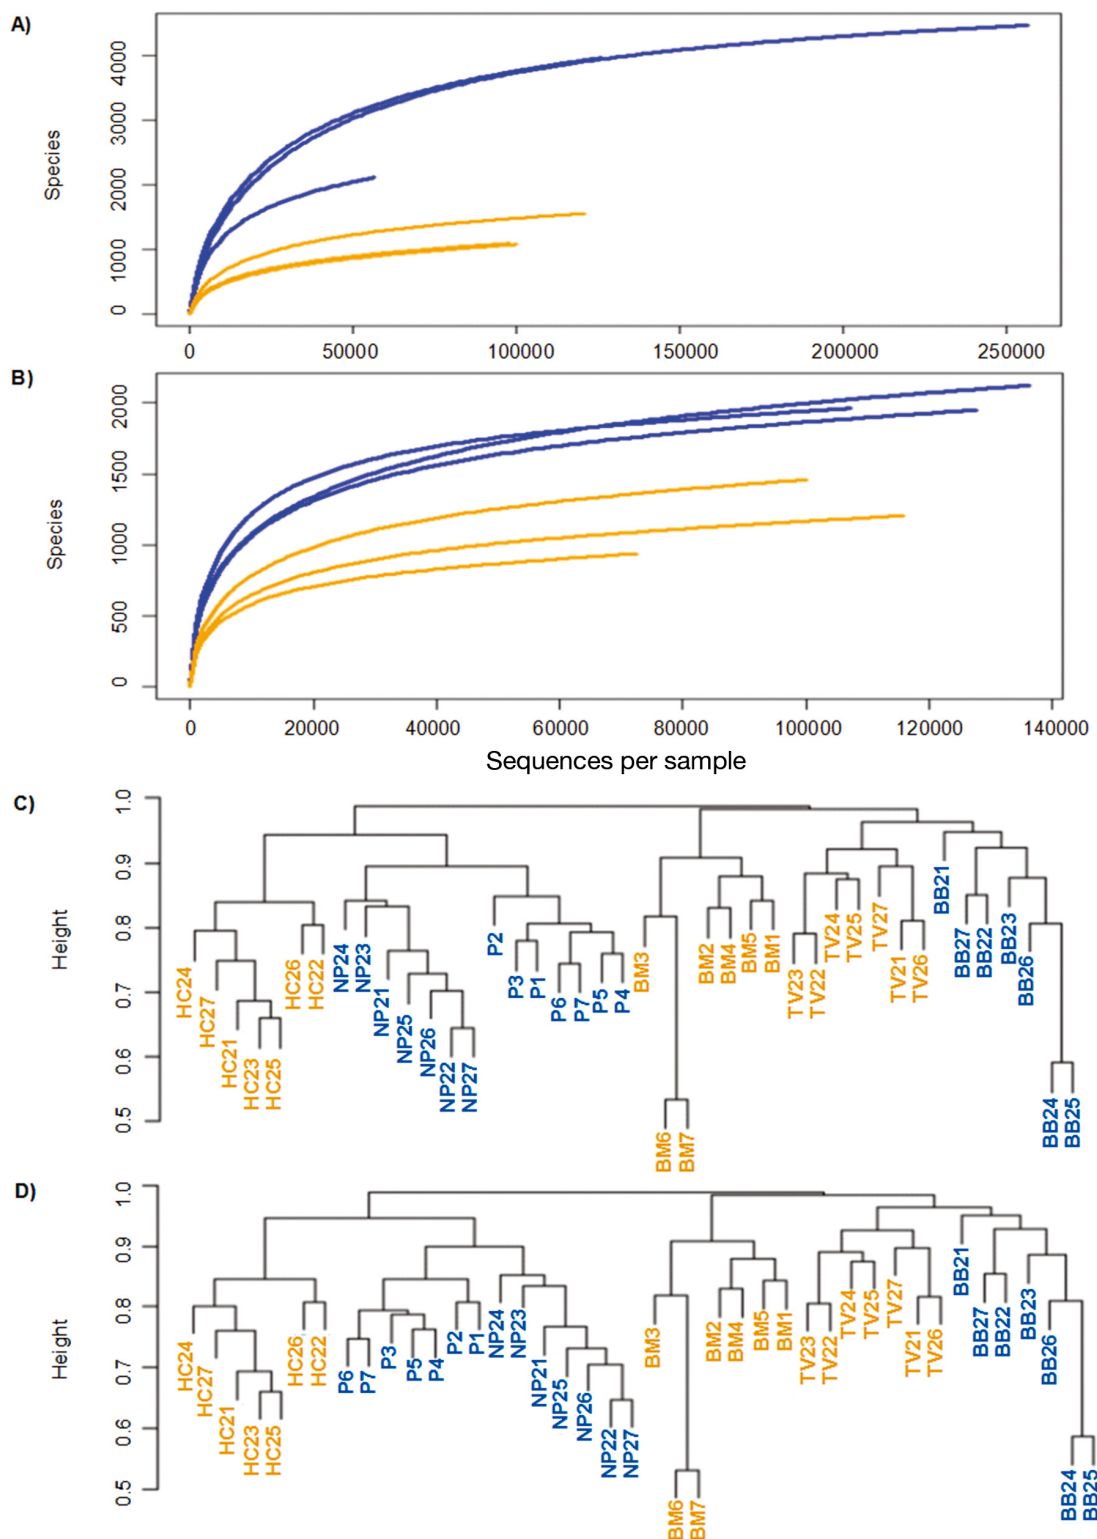 A)
Species
4000
3000
2000
1000
0
0 50000 100000 150000 200000 250000
B)
Species
2000
1500
1000
500
0
0 20000 40000 60000 80000 100000 120000 140000
Sequences per sample
C)
Height
1.0
0.9
0.8
0.7
0.6
0.5
HC24 HC27 HC21 HC23 HC25 HC26 HC22 NP24 NP23 NP21 NP25 NP26 NP22 NP27 P2 P3 P1 P6 P7 P5 P4 BM3 BM6 BM7 BM2 BM4 BM5 BM1 TV23 TV22 TV24 TV25 TV27 TV21 TV26 BB21 BB27 BB22 BB23 BB26 BB24 BB25
D)
Height
1.0
0.9
0.8
0.7
0.6
0.5
HC24 HC27 HC21 HC23 HC25 HC26 HC22 P6 P7 P3 P5 P4 P2 P1 NP24 NP23 NP21 NP25 NP26 NP22 NP27 BM3 BM6 BM7 BM2 BM4 BM5 BM1 TV23 TV22 TV24 TV25 TV27 TV21 TV26 BB21 BB27 BB22 BB23 BB26 BB24 BB25